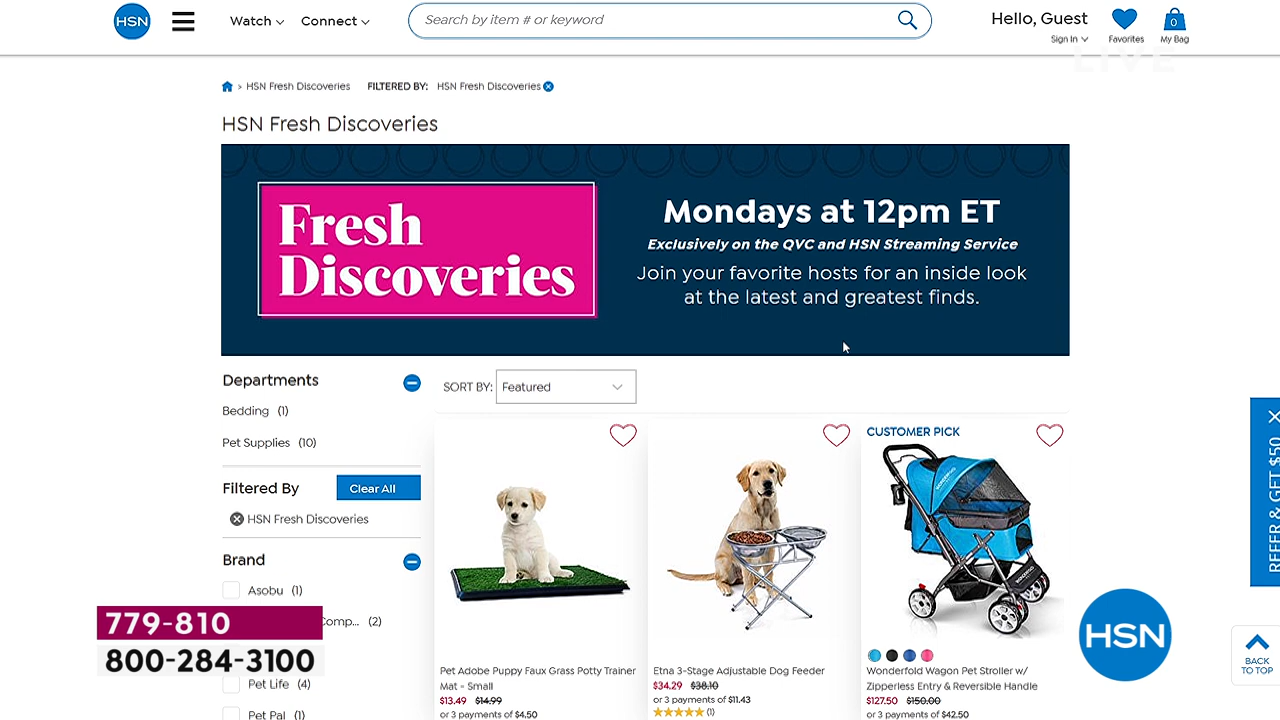 HSN
Watch
Connect
Search by item # or keyword
Hello, Guest
Sign In
Favorites
0
My Bag
LIVE
> HSN Fresh Discoveries
FILTERED BY:
HSN Fresh Discoveries
HSN Fresh Discoveries
Fresh
Discoveries
Mondays at 12pm ET
Exclusively on the QVC and HSN Streaming Service
Join your favorite hosts for an inside look
at the latest and greatest finds.
Departments
Bedding (1)
Pet Supplies (10)
Filtered By
Clear All
HSN Fresh Discoveries
Brand
Asobu (1)
Comp... (2)
Pet Life (4)
Pet Pal (1)
779-810
800-284-3100
SORT BY:
Featured
Pet Adobe Puppy Faux Grass Potty Trainer
Mat - Small
$13.49 $14.99
or 3 payments of $4.50
Etna 3-Stage Adjustable Dog Feeder
$34.29 $38.10
or 3 payments of $11.43
(1)
CUSTOMER PICK
WONDERFOLD
Wonderfold Wagon Pet Stroller w/
Zipperless Entry & Reversible Handle
$127.50 $150.00
or 3 payments of $42.50
REFER & GET $50
HSN
BACK
TO TOP